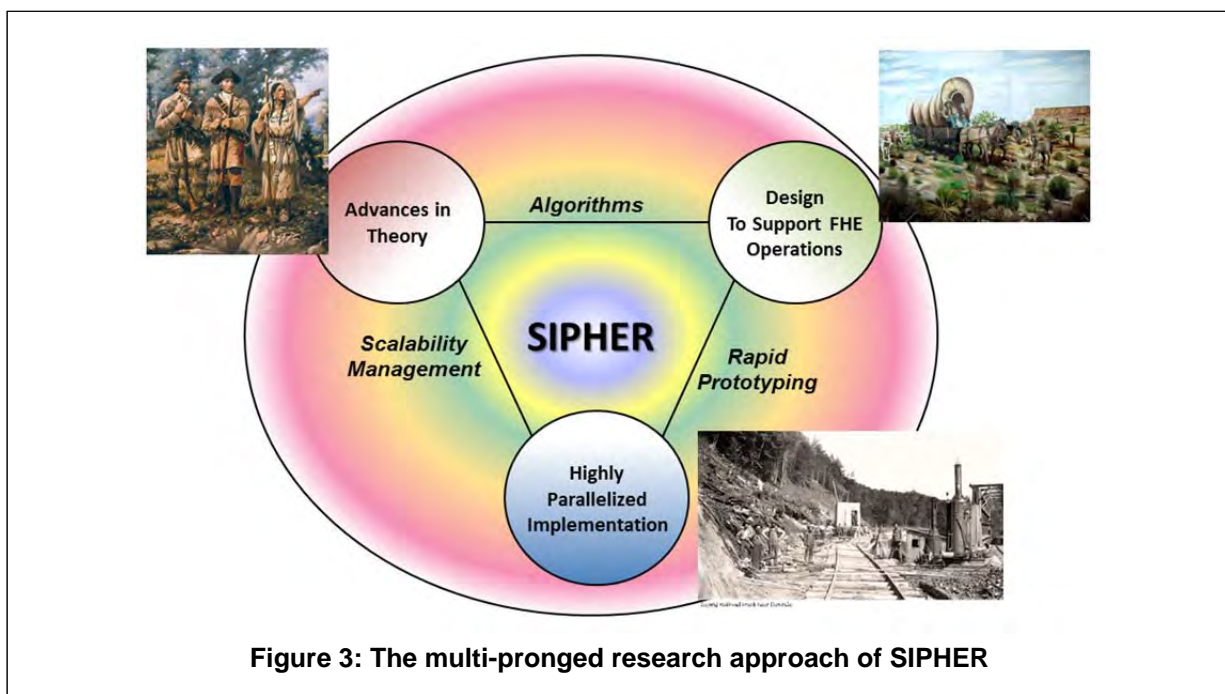 Advances in
Theory
Algorithms
Design
To Support FHE
Operations
Scalability
Management
SIPHER
Rapid
Prototyping
Highly
Parallelized
Implementation
Figure 3: The multi-pronged research approach of SIPHER